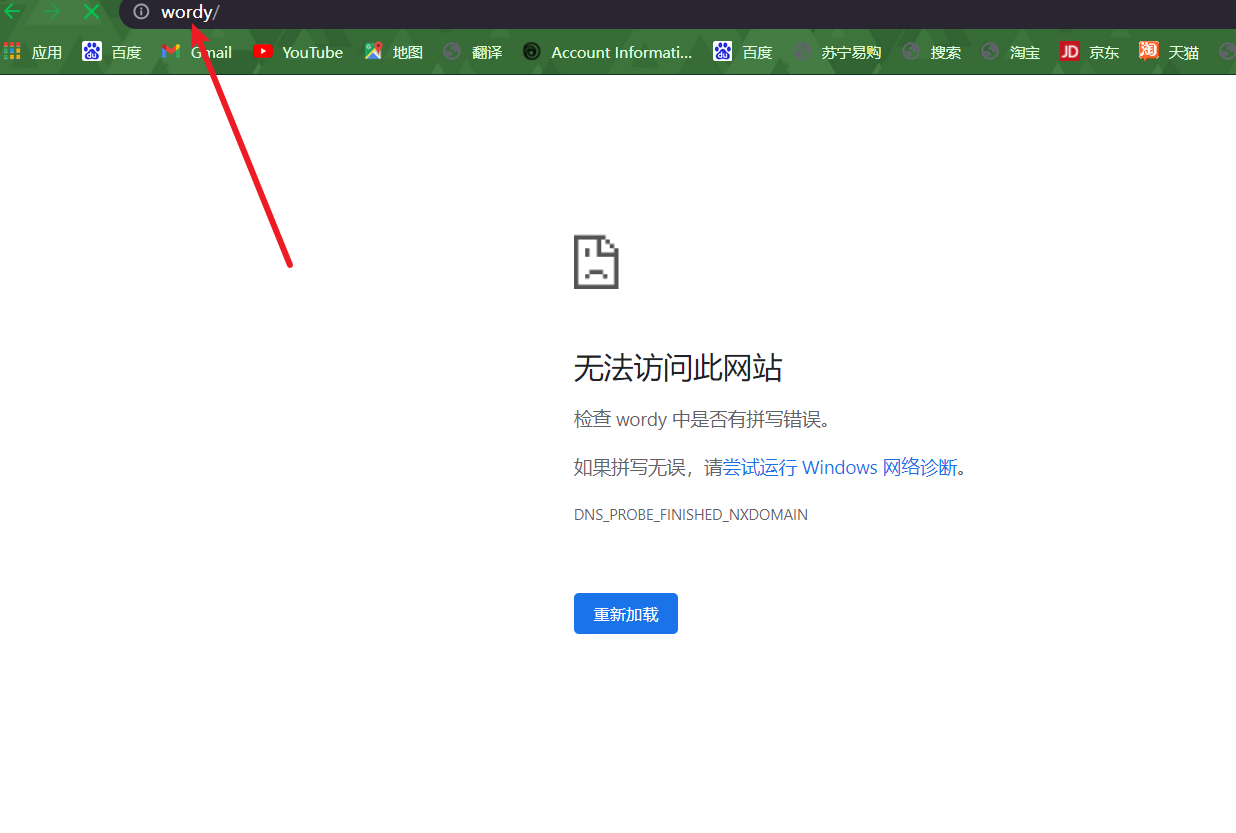 wordy/
应用 百度 Gmail YouTube 地图 翻译 Account Informati... 百度 苏宁易购 搜索 淘宝 JD 京东 淘 天猫
无法访问此网站
检查 wordy 中是否有拼写错误。
如果拼写无误，请尝试运行 Windows 网络诊断。
DNS_PROBE_FINISHED_NXDOMAIN
重新加载